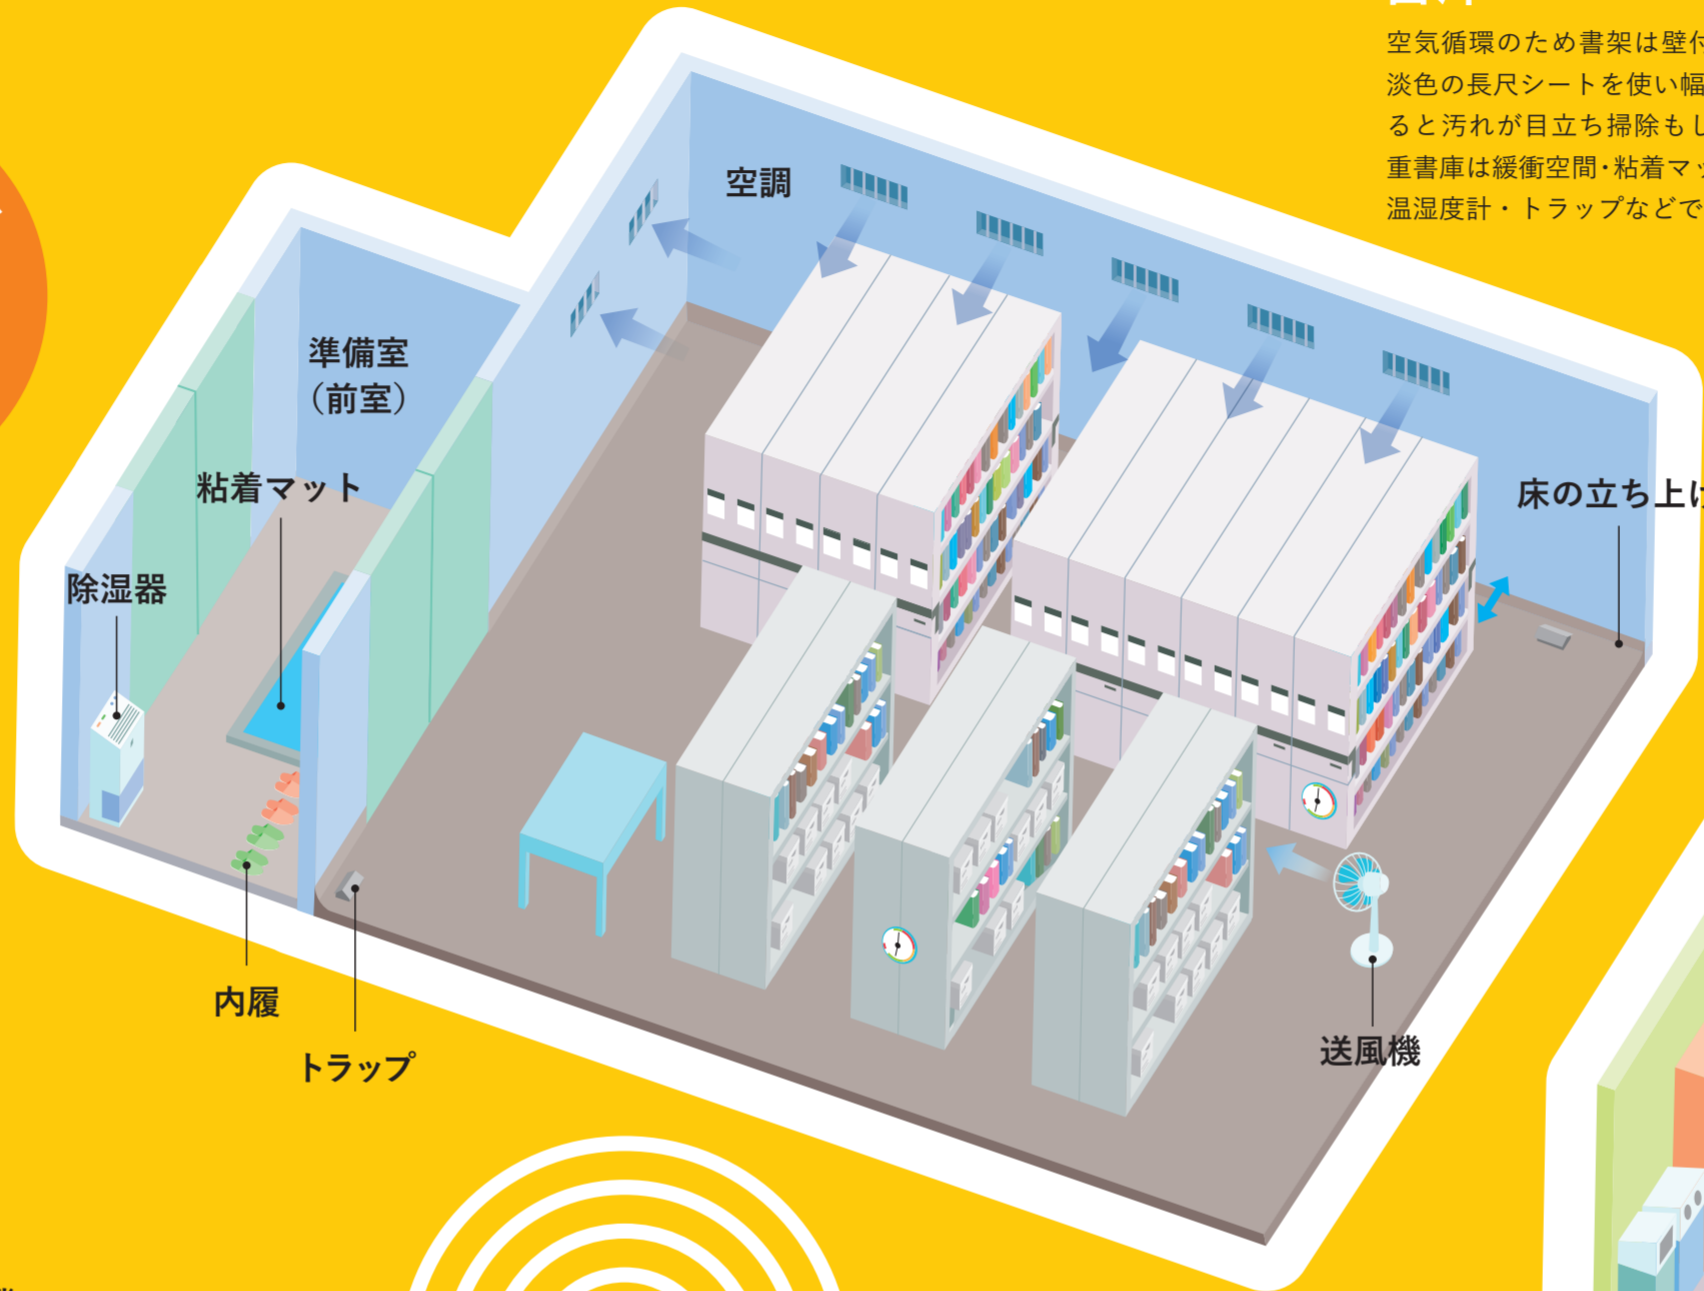 空気循環のため書架は壁付
淡色の長尺シートを使い幅
ると汚れが目立ち掃除もし
重書庫は緩衝空間・粘着マッ
温湿度計・トラップなどで
空調
準備室
（前室）
粘着マット
床の立ち上げ
除湿器
内履
トラップ
送風機